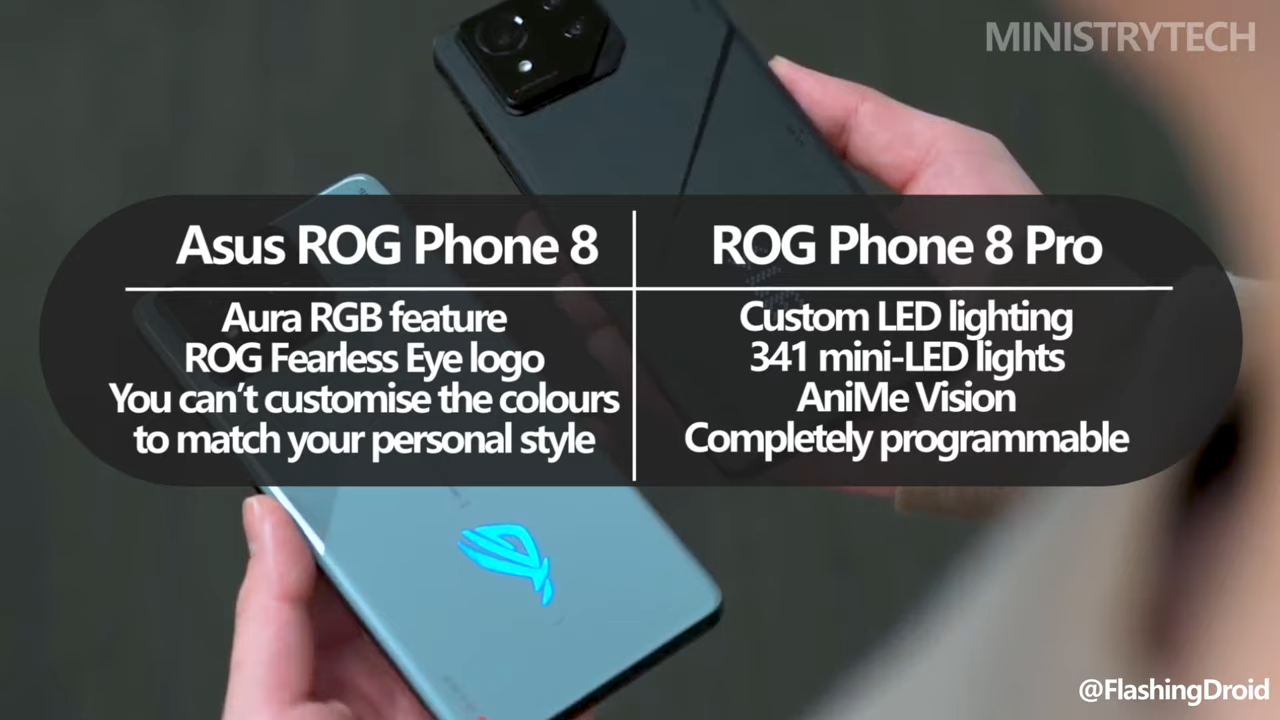 MINISTRYTECH
Asus ROG Phone 8
Aura RGB feature
ROG Fearless Eye logo
You can't customise the colours
to match your personal style
ROG Phone 8 Pro
Custom LED lighting
341 mini-LED lights
AniMe Vision
Completely programmable
@FlashingDroid